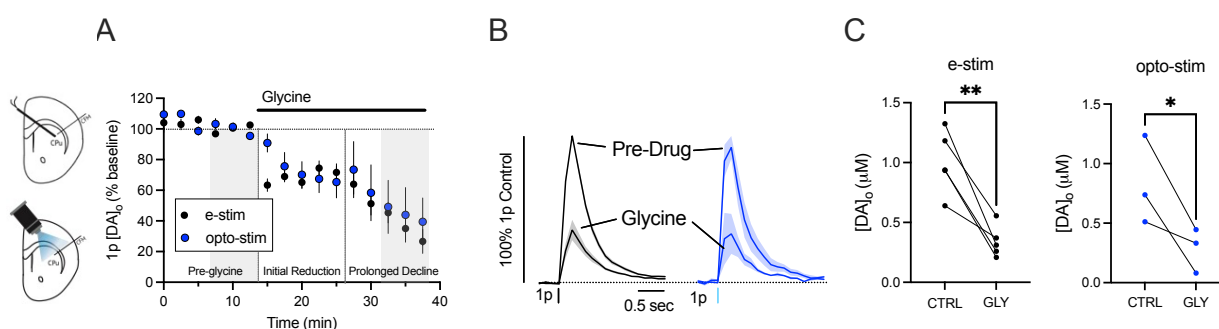 A
Glycine
120
100
80
60
40
20
0
1p [DA]o (% baseline)
e-stim
opto-stim
Pre-glycine
Initial Reduction
Prolonged Decline
0
10
20
30
40
Time (min)
CPu
CPu
B
100% 1p Control
Pre-Drug
Glycine
1p
0.5 sec
1p
C
e-stim
**
1.5
1.0
0.5
0.0
[DA]o (μM)
CTRL
GLY
opto-stim
*
1.5
1.0
0.5
0.0
[DA]o (μM)
CTRL
GLY